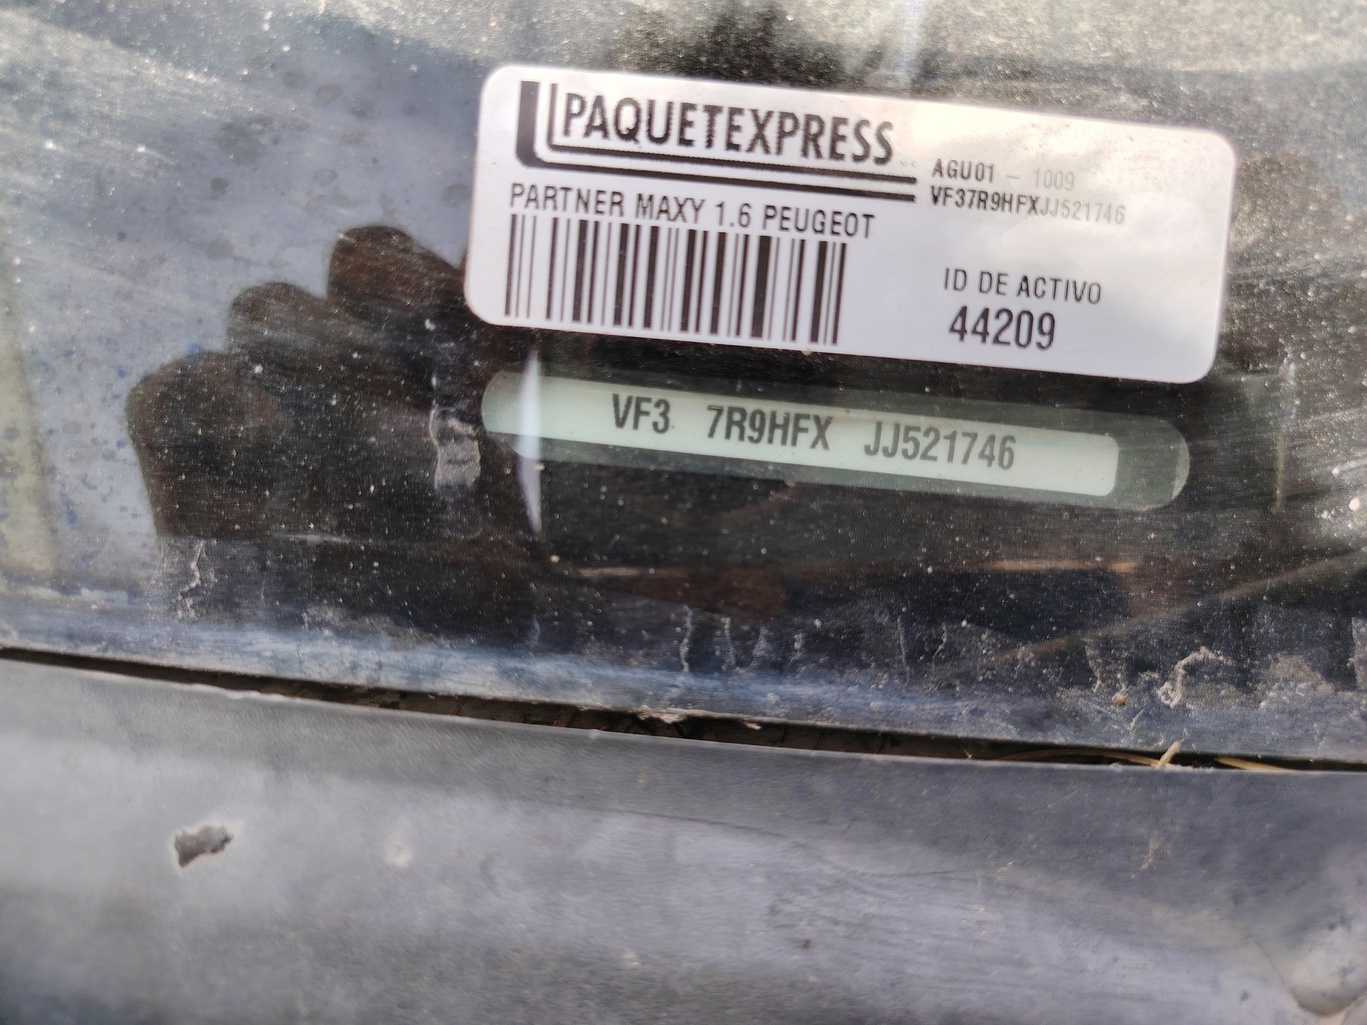 PAQUETEXPRESS
AGU01 - 1009
VF37R9HFXJJ521746
PARTNER MAXY 1.6 PEUGEOT
ID DE ACTIVO
44209
VF3 7R9HFX JJ521746